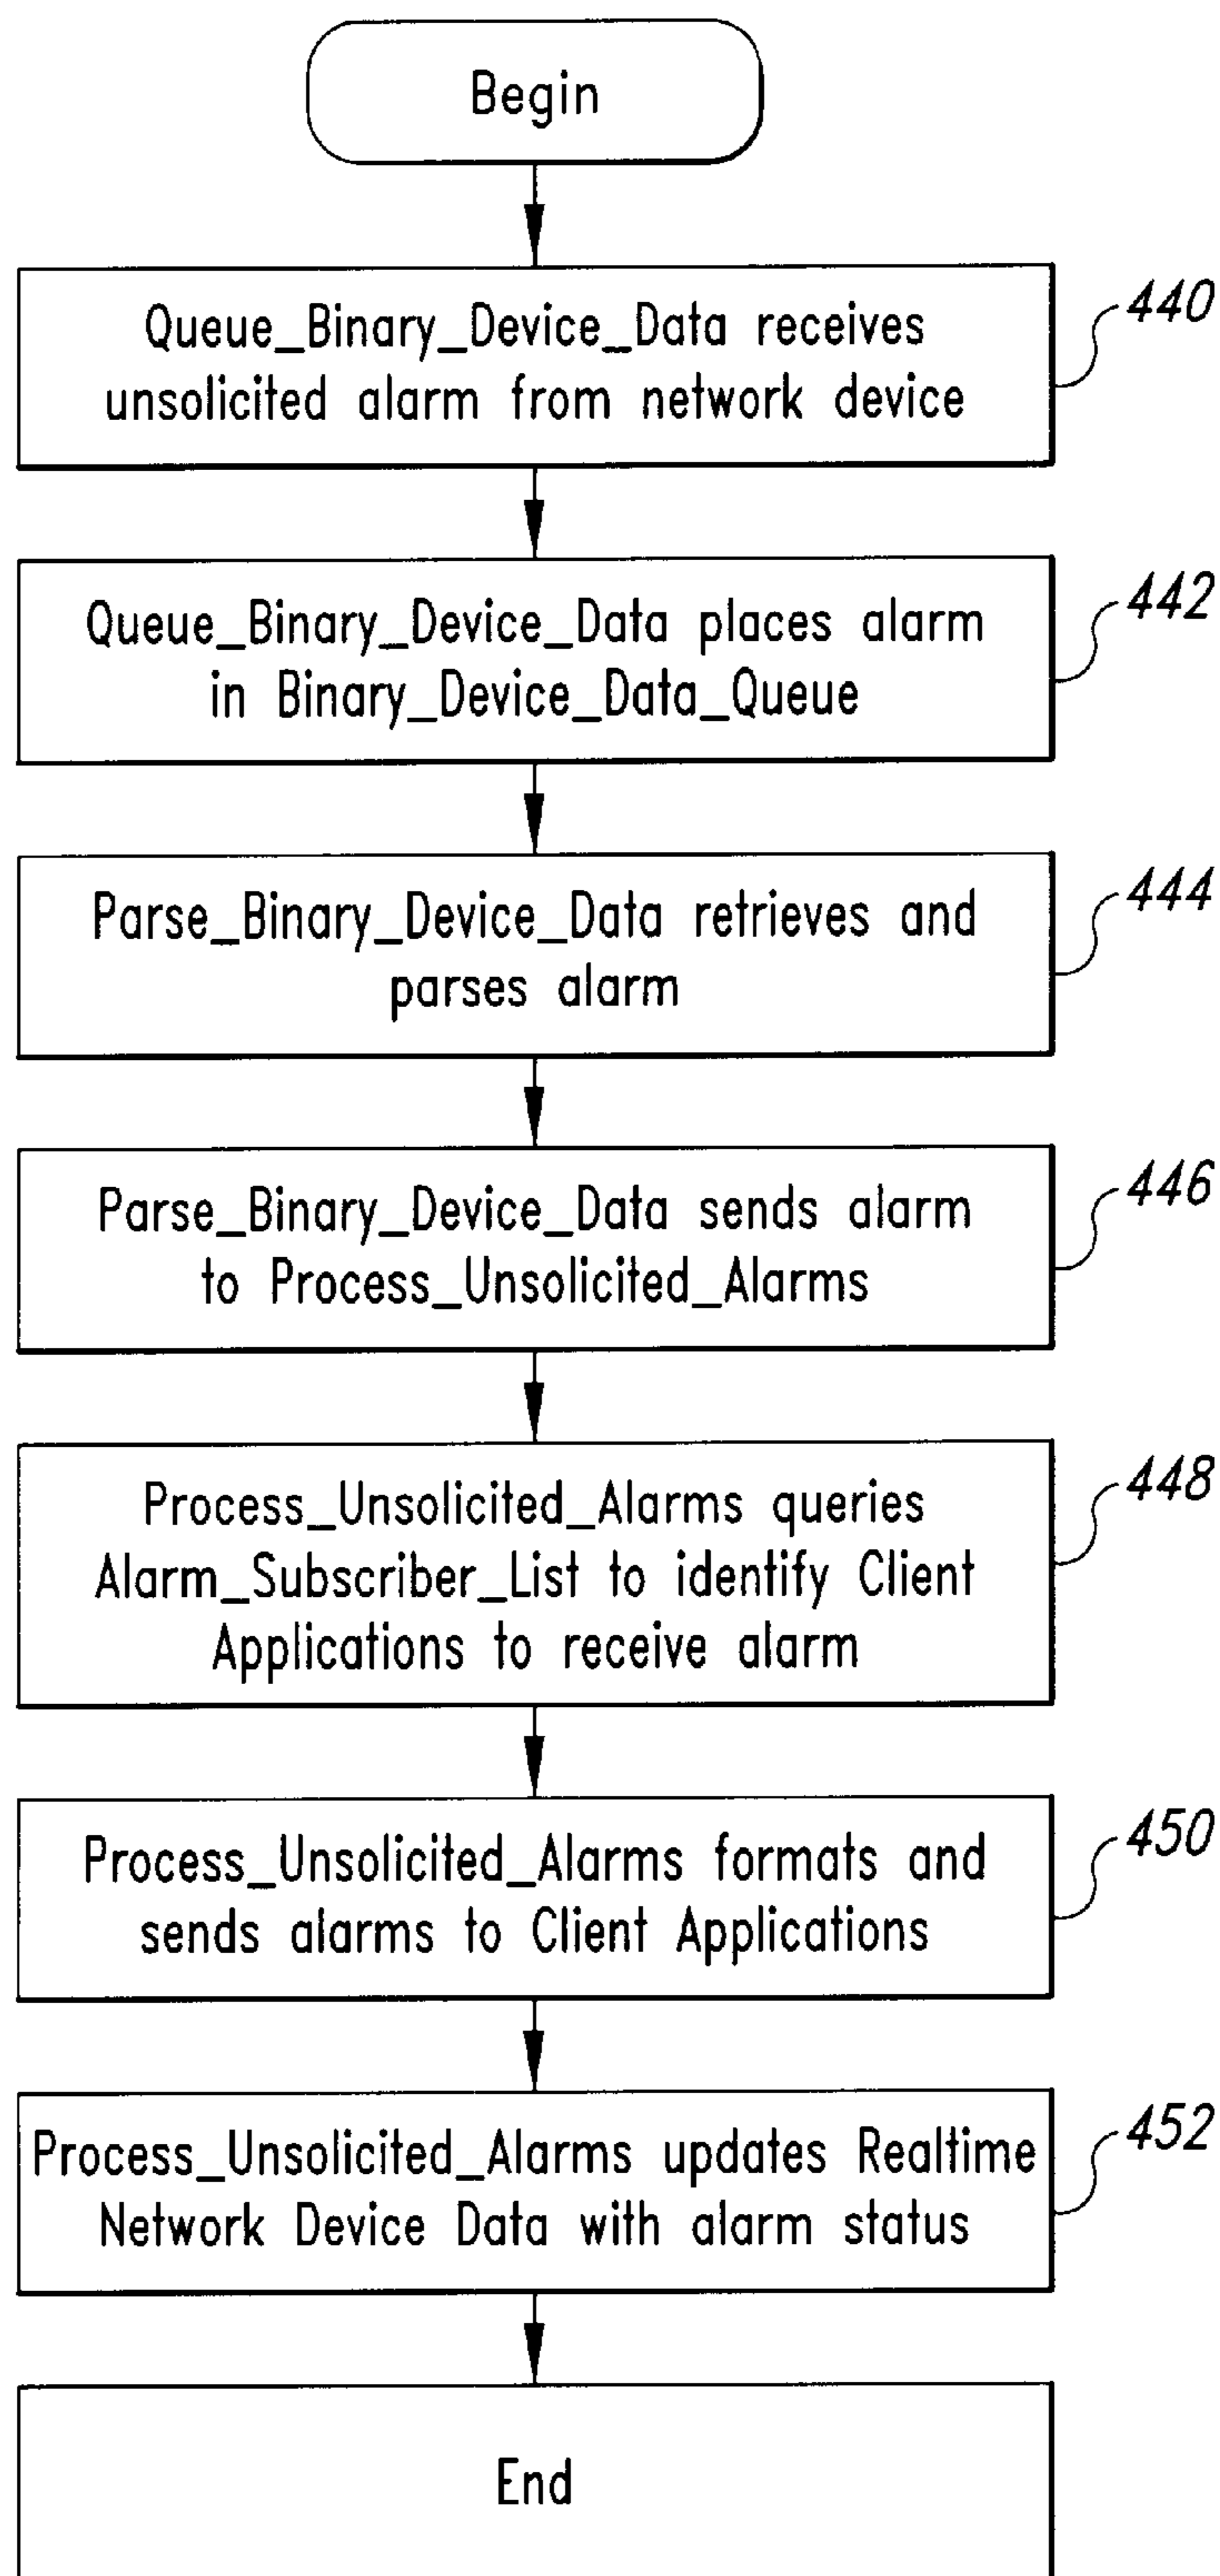 Begin
Queue_Binary_Device_Data receives
unsolicited alarm from network device
440
Queue_Binary_Device_Data places alarm
in Binary_Device_Data_Queue
442
Parse_Binary_Device_Data retrieves and
parses alarm
444
Parse_Binary_Device_Data sends alarm
to Process_Unsolicited_Alarms
446
Process_Unsolicited_Alarms queries
Alarm_Subscriber_List to identify Client
Applications to receive alarm
448
Process_Unsolicited_Alarms formats and
sends alarms to Client Applications
450
Process_Unsolicited_Alarms updates Realtime
Network Device Data with alarm status
452
End